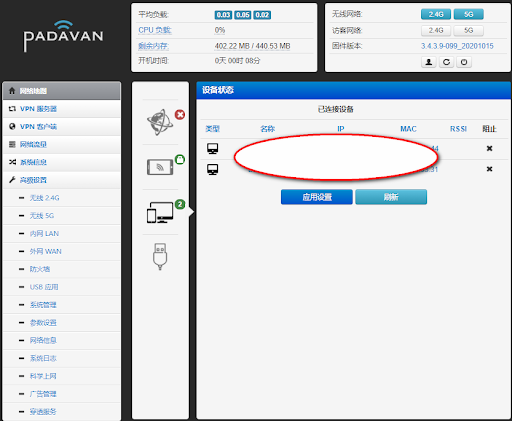 PADAVAN
平均负载: 0.03 0.05 0.02
CPU 负载: 0%
剩余内存: 402.22 MB / 440.53 MB
开机时间: 0天 00时 08分
无线网络: 2.4G 5G
访客网络: 2.4G 5G
固件版本: 3.4.3.9-099_20201015
网络地图
VPN 服务器
VPN 客户端
网络流量
系统信息
高级设置
无线 2.4G
无线 5G
内网 LAN
外网 WAN
防火墙
USB 应用
系统管理
参数设置
网络信息
系统日志
科学上网
广告管理
穿透服务
2
设备状态
已连接设备
类型 名称 IP MAC RSSI 阻止
应用设置 刷新